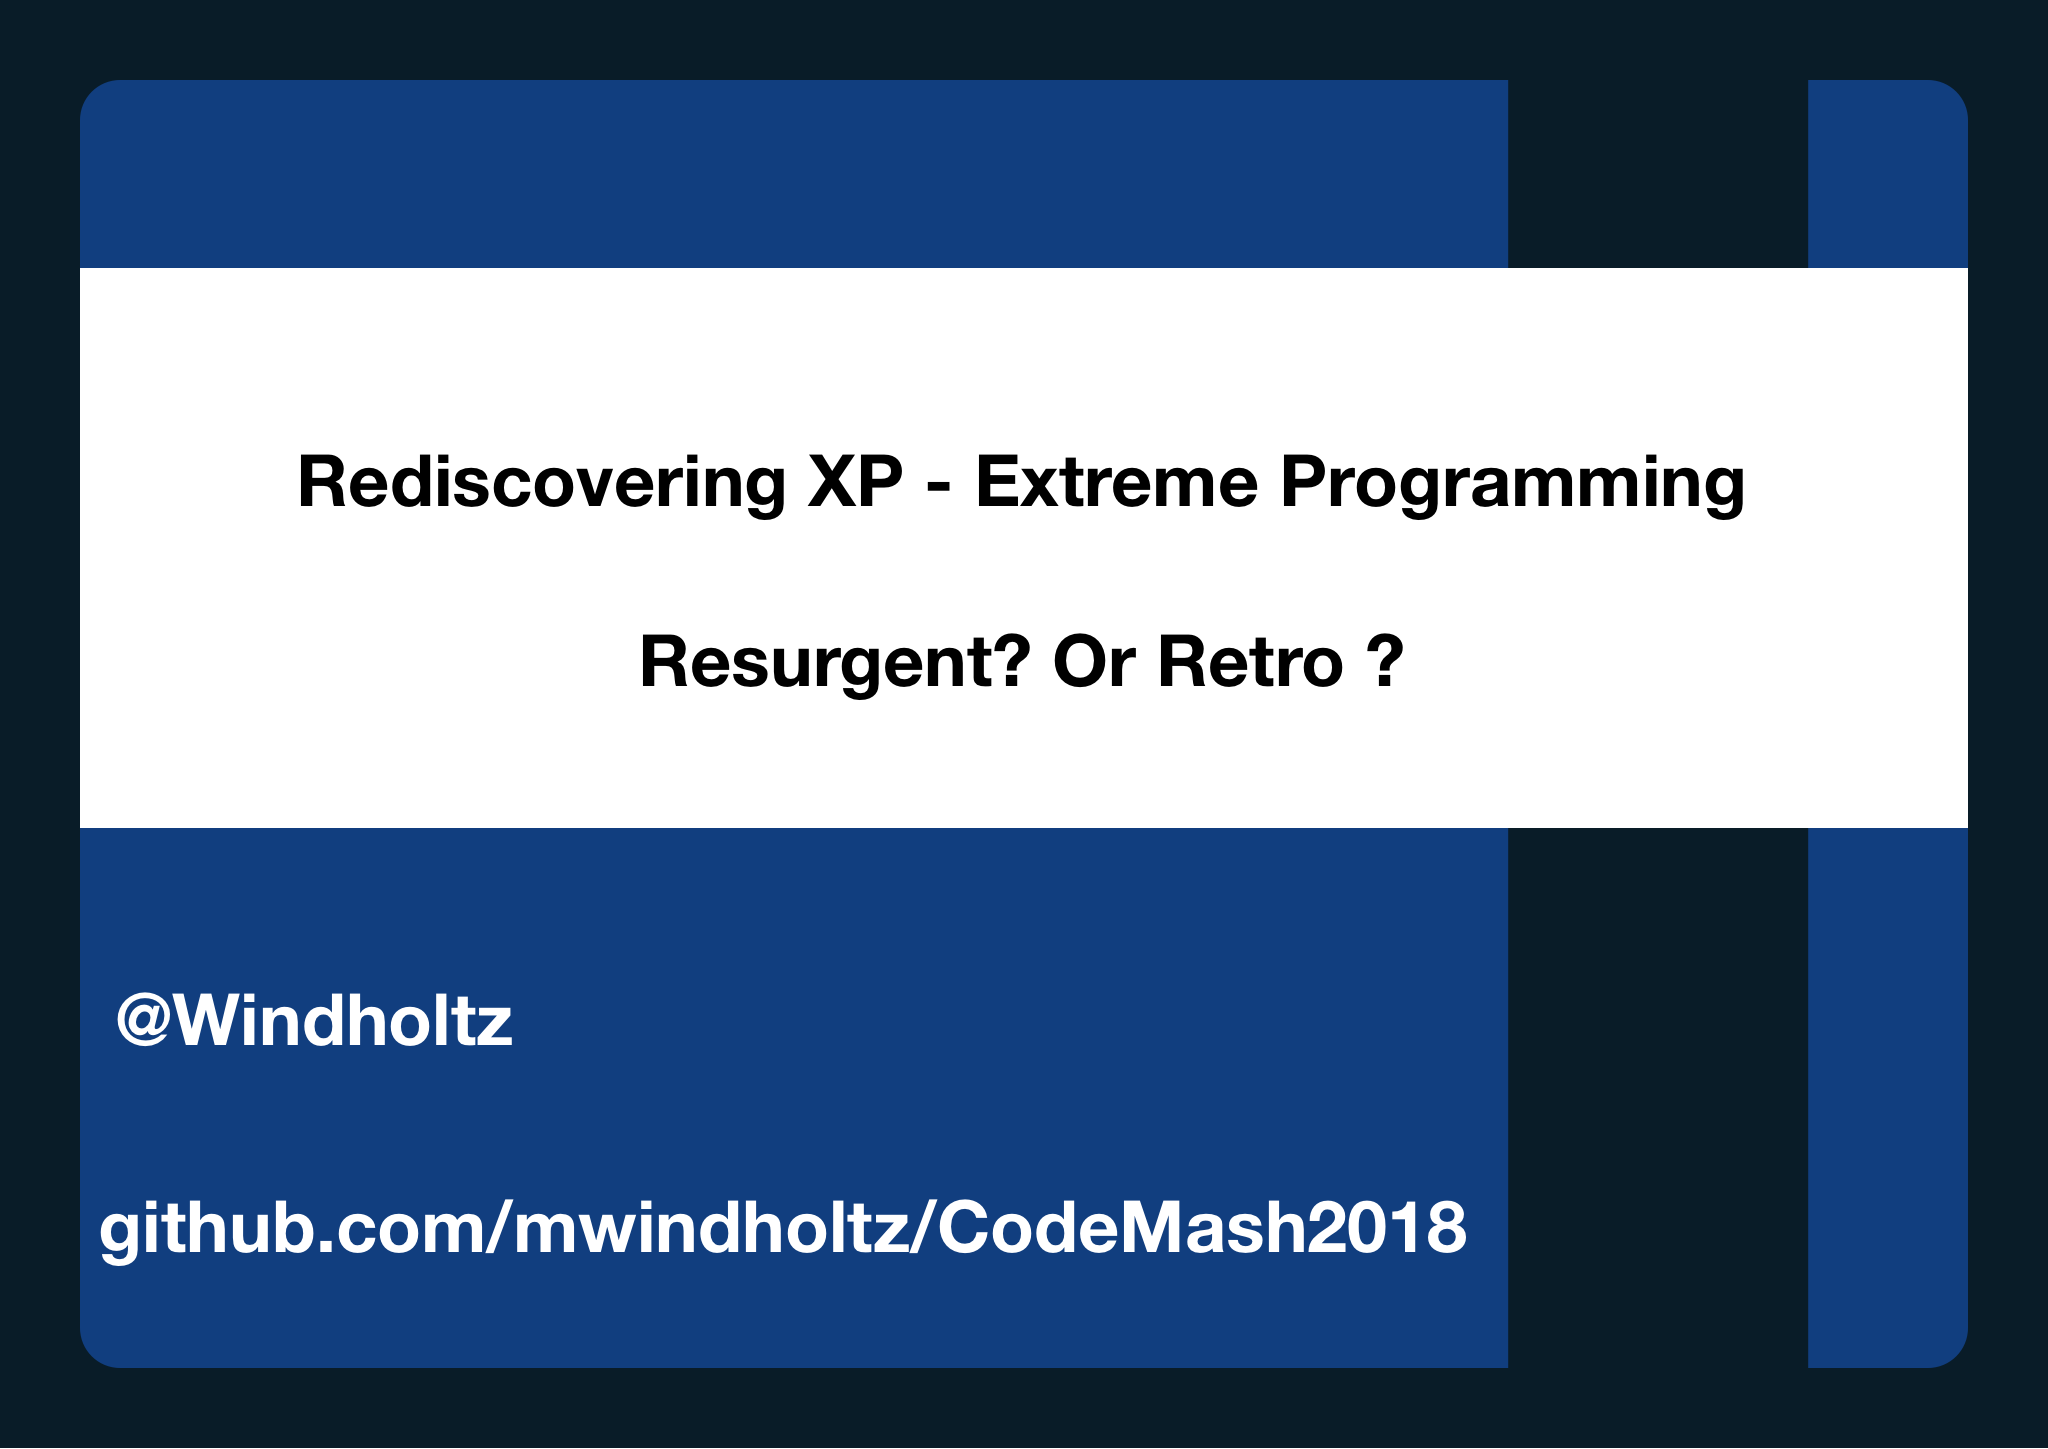 Rediscovering XP - Extreme Programming
Resurgent? Or Retro ?
@Windholtz
github.com/mwindholtz/CodeMash2018